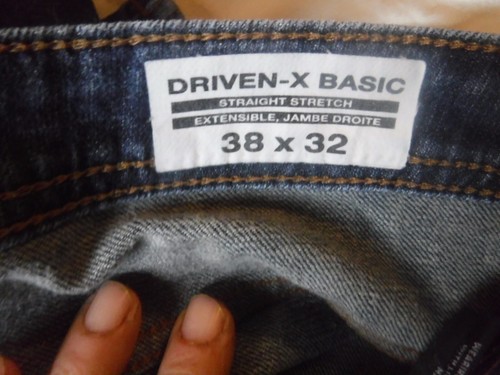 DRIVEN-X BASIC
STRAIGHT STRETCH
EXTENSIBLE, JAMBE DROITE
38 x 32